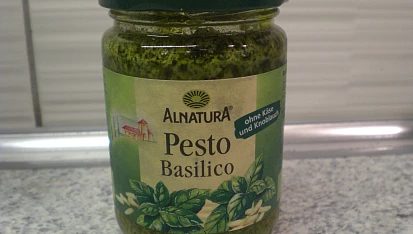 ALNATURA®
ohne Käse
und Knoblauch
Pesto
Basilico